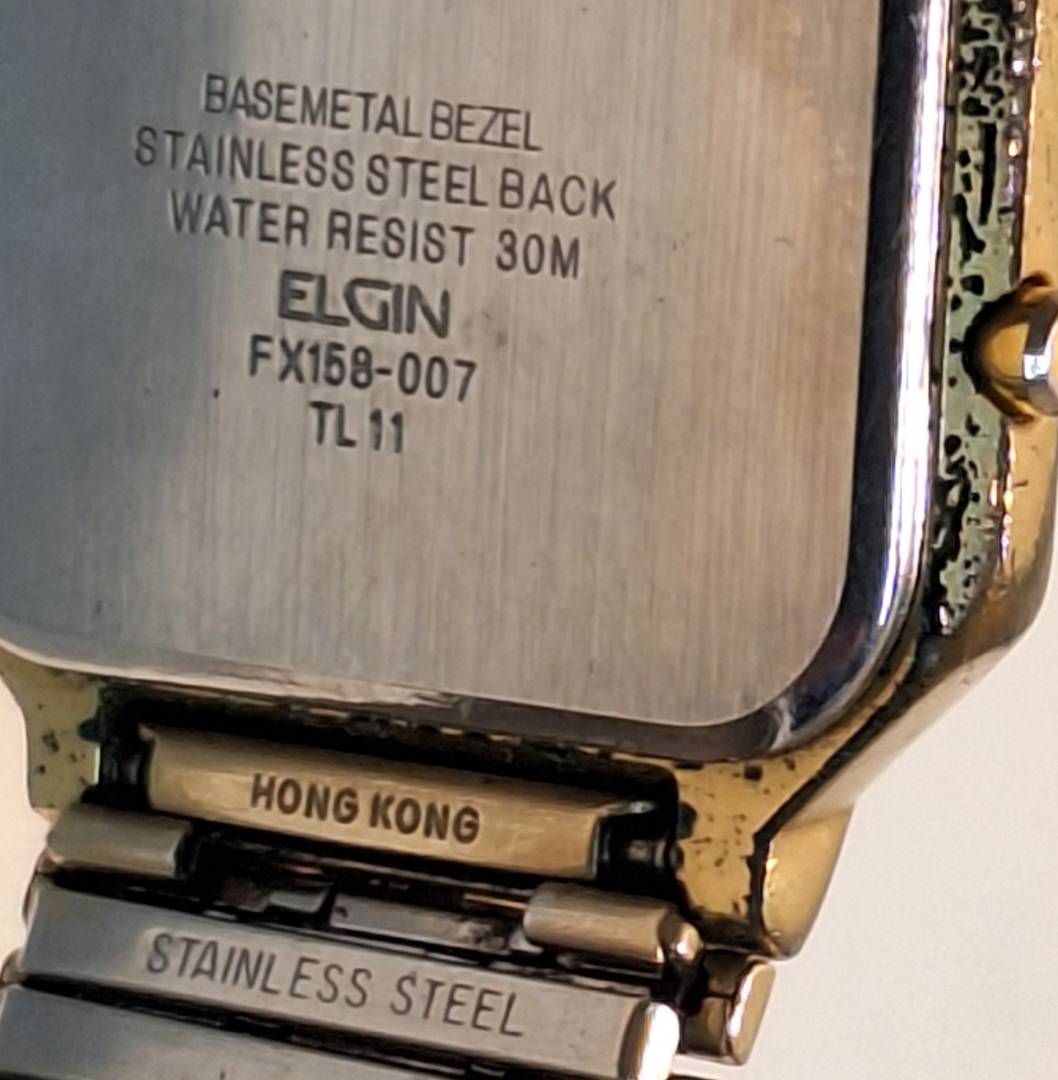 BASEMETAL BEZEL
STAINLESS STEEL BACK
WATER RESIST 30M
ELGIN
FX158-007
TL 11
HONG KONG
STAINLESS STEEL